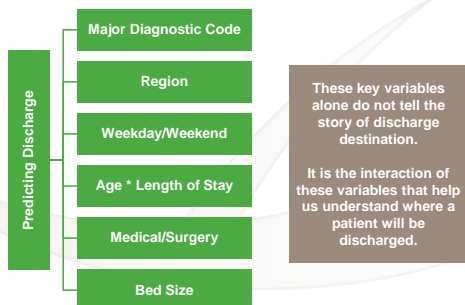 Predicting Discharge
Major Diagnostic Code
Region
Weekday/Weekend
Age * Length of Stay
Medical/Surgery
Bed Size
These key variables
alone do not tell the
story of discharge
destination.
It is the interaction of
these variables that help
us understand where a
patient will be
discharged.